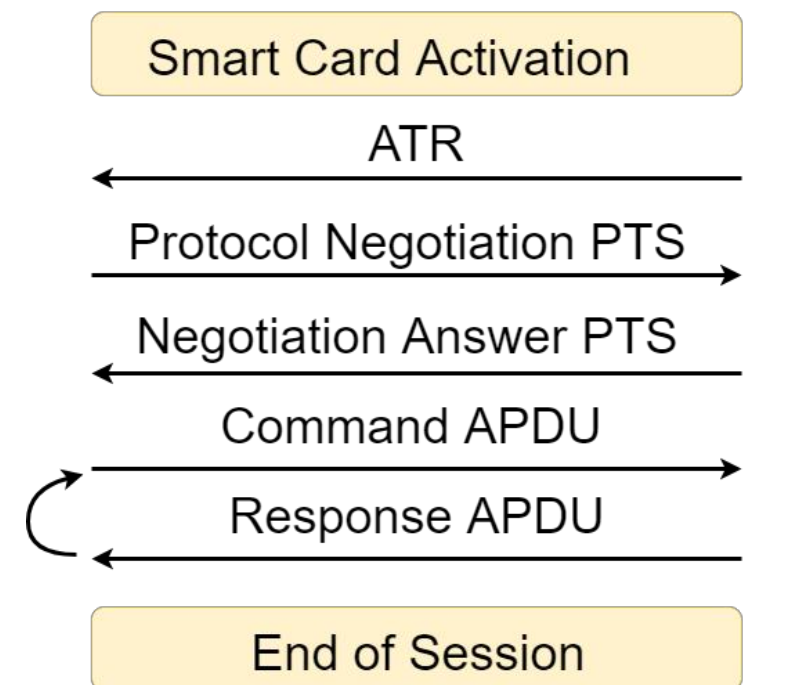 Smart Card Activation
ATR
Protocol Negotiation PTS
Negotiation Answer PTS
Command APDU
Response APDU
End of Session